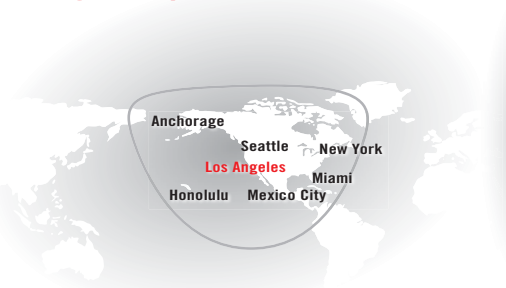 Anchorage
Seattle
New York
Los Angeles
Miami
Honolulu
Mexico City